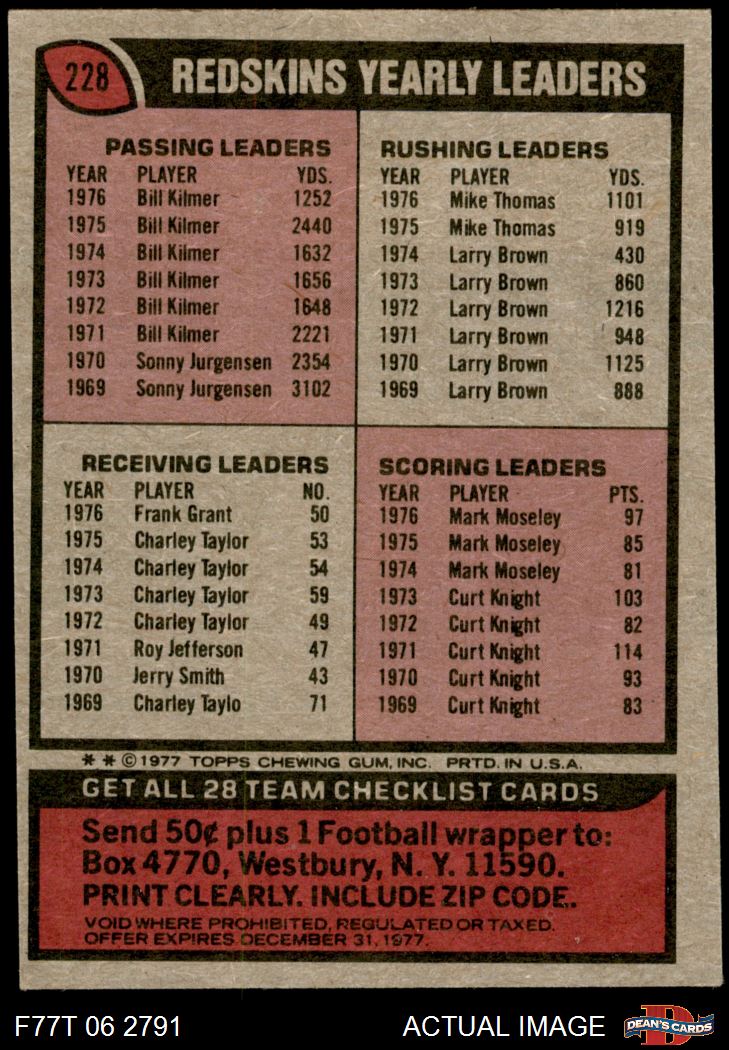 228
REDSKINS YEARLY LEADERS
PASSING LEADERS
YEAR PLAYER YDS.
1976 Bill Kilmer 1252
1975 Bill Kilmer 2440
1974 Bill Kilmer 1632
1973 Bill Kilmer 1656
1972 Bill Kilmer 1648
1971 Bill Kilmer 2221
1970 Sonny Jurgensen 2354
1969 Sonny Jurgensen 3102
RUSHING LEADERS
YEAR PLAYER YDS.
1976 Mike Thomas 1101
1975 Mike Thomas 919
1974 Larry Brown 430
1973 Larry Brown 860
1972 Larry Brown 1216
1971 Larry Brown 948
1970 Larry Brown 1125
1969 Larry Brown 888
RECEIVING LEADERS
YEAR PLAYER NO.
1976 Frank Grant 50
1975 Charley Taylor 53
1974 Charley Taylor 54
1973 Charley Taylor 59
1972 Charley Taylor 49
1971 Roy Jefferson 47
1970 Jerry Smith 43
1969 Charley Taylo 71
SCORING LEADERS
YEAR PLAYER PTS.
1976 Mark Moseley 97
1975 Mark Moseley 85
1974 Mark Moseley 81
1973 Curt Knight 103
1972 Curt Knight 82
1971 Curt Knight 114
1970 Curt Knight 93
1969 Curt Knight 83
* * © 1977 TOPPS CHEWING GUM, INC. PRTD. IN U.S.A.
GET ALL 28 TEAM CHECKLIST CARDS
Send 50¢ plus 1 Football wrapper to:
Box 4770, Westbury, N. Y. 11590.
PRINT CLEARLY. INCLUDE ZIP CODE.
VOID WHERE PROHIBITED, REGULATED OR TAXED.
OFFER EXPIRES DECEMBER 31, 1977.
F77T 06 2791
ACTUAL IMAGE
D
DEAN'S CARDS